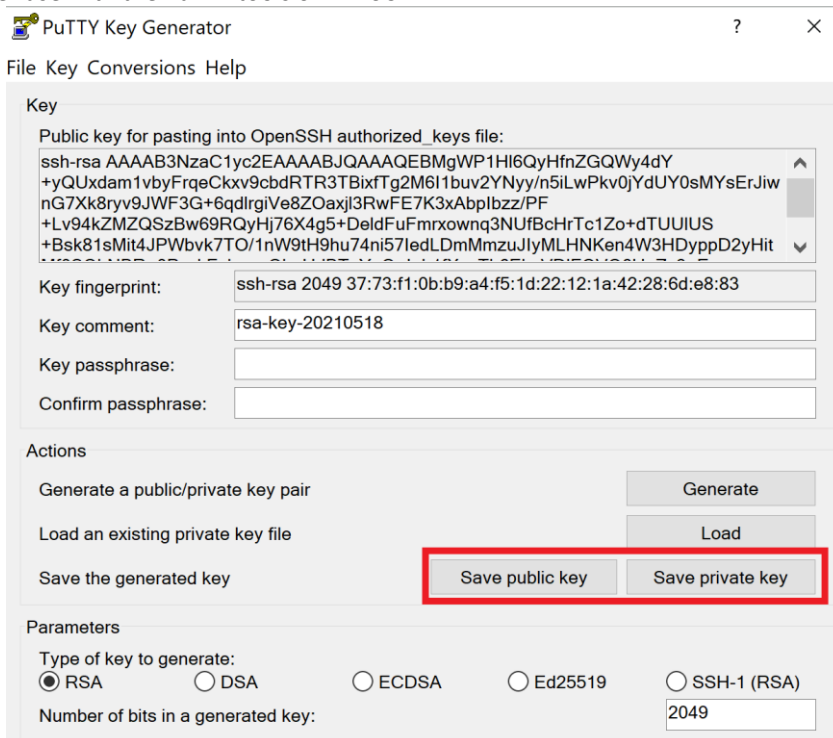 PuTTY Key Generator ? ×
File Key Conversions Help
Key
Public key for pasting into OpenSSH authorized_keys file:
ssh-rsa AAAAB3NzaC1yc2EAAAABJQAAAQEBMgWP1Hl6QyHfnZGQWy4dY
+yQUxdam1vbyFrqeCkxv9cbdRTR3TBixfTg2M6I1buv2YNyy/n5iLwPkv0jYdUY0sMYsErJiw
nG7Xk8ryv9JWF3G+6qdlrgiVe8ZOaxjl3RwFE7K3xAbpIbzz/PF
+Lv94kZMZQSzBw69RQyHj76X4g5+DeldFuFmrxownq3NUfBcHrTc1Zo+dTUUlUS
+Bsk81sMit4JPWbvk7TO/1nW9tH9hu74ni57IedLDmMmzuJIyMLHNKen4W3HDyppD2yHit
Key fingerprint: ssh-rsa 2049 37:73:f1:0b:b9:a4:f5:1d:22:12:1a:42:28:6d:e8:83
Key comment: rsa-key-20210518
Key passphrase:
Confirm passphrase:
Actions
Generate a public/private key pair Generate
Load an existing private key file Load
Save the generated key Save public key Save private key
Parameters
Type of key to generate:
RSA DSA ECDSA Ed25519 SSH-1 (RSA)
Number of bits in a generated key: 2049